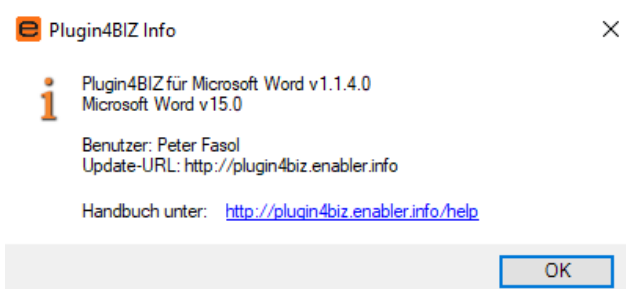 Plugin4BIZ Info
Plugin4BIZ für Microsoft Word v1.1.4.0
Microsoft Word v15.0
Benutzer: Peter Fasol
Update-URL: http://plugin4biz.enabler.info
Handbuch unter: http://plugin4biz.enabler.info/help
OK